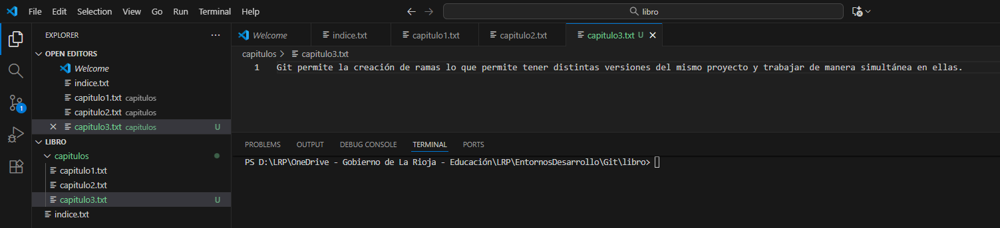 File Edit Selection View Go Run Terminal Help libro
EXPLORER
OPEN EDITORS
Welcome
indice.txt
capitulo1.txt capitulos
capitulo2.txt capitulos
capitulo3.txt capitulos U
LIBRO
capitulos
capitulo1.txt
capitulo2.txt
capitulo3.txt U
indice.txt
1
Welcome indice.txt capitulo1.txt capitulo2.txt capitulo3.txt U
capitulos > capitulo3.txt
1 Git permite la creación de ramas lo que permite tener distintas versiones del mismo proyecto y trabajar de manera simultánea en ellas.
PROBLEMS OUTPUT DEBUG CONSOLE TERMINAL PORTS
PS D:\LRP\OneDrive - Gobierno de La Rioja - Educación\LRP\EntornosDesarrollo\Git\libro>